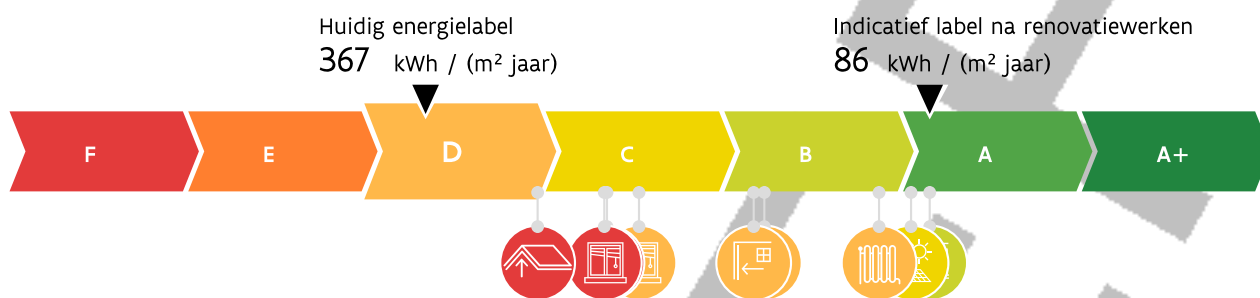 Huidig energielabel
367 kWh / (m² jaar)
Indicatief label na renovatiewerken
86 kWh / (m² jaar)
F E D C B A A+